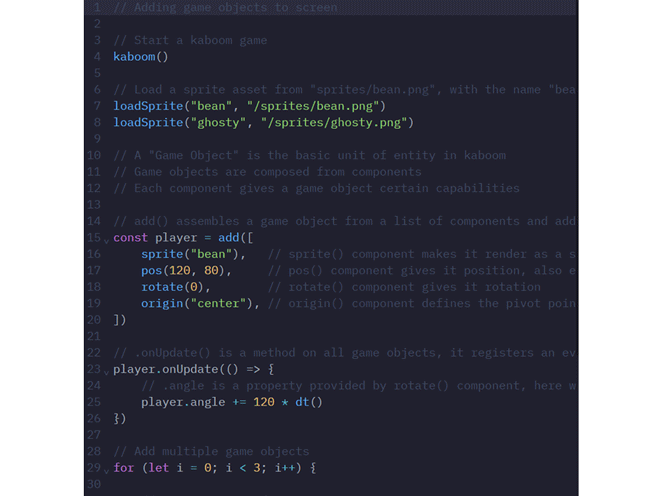 1 // Adding game objects to screen
2
3 // Start a kaboom game
4 kaboom()
5
6 // Load a sprite asset from "sprites/bean.png", with the name "bea
7 loadSprite("bean", "/sprites/bean.png")
8 loadSprite("ghosty", "/sprites/ghosty.png")
9
10 // A "Game Object" is the basic unit of entity in kaboom
11 // Game objects are composed from components
12 // Each component gives a game object certain capabilities
13
14 // add() assembles a game object from a list of components and add
15 const player = add([
16     sprite("bean"),   // sprite() component makes it render as a s
17     pos(120, 80),     // pos() component gives it position, also e
18     rotate(0),        // rotate() component gives it rotation
19     origin("center"), // origin() component defines the pivot poin
20 ])
21
22 // .onUpdate() is a method on all game objects, it registers an ev
23 player.onUpdate(() => {
24     // .angle is a property provided by rotate() component, here w
25     player.angle += 120 * dt()
26 })
27
28 // Add multiple game objects
29 for (let i = 0; i < 3; i++) {
30